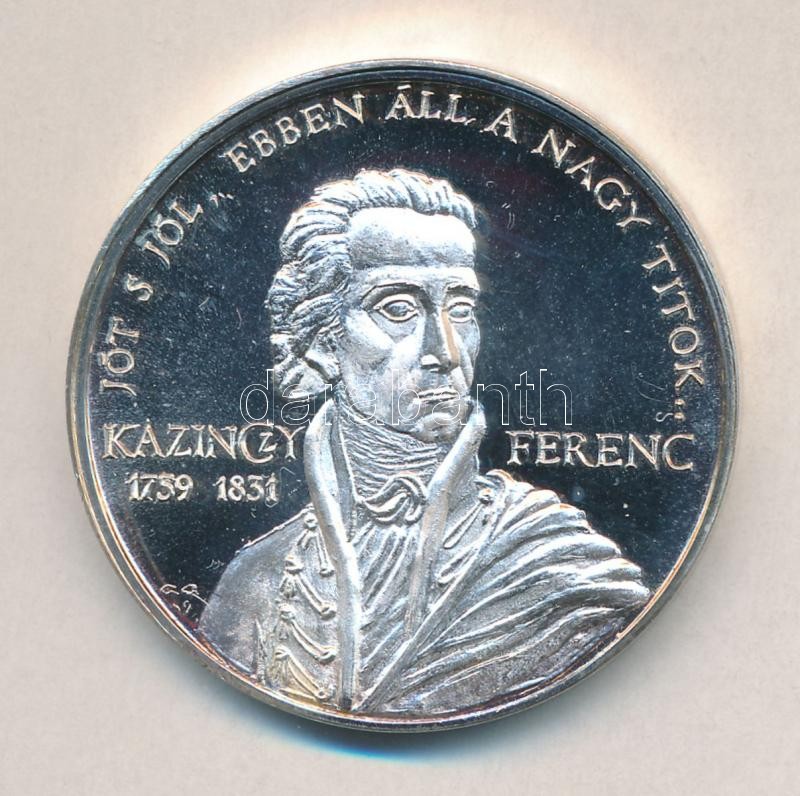 JÓT S JÓL „ EBBEN ÁLL A NAGY TITOK...
KAZINCZY FERENC
1759 1831
darabanth